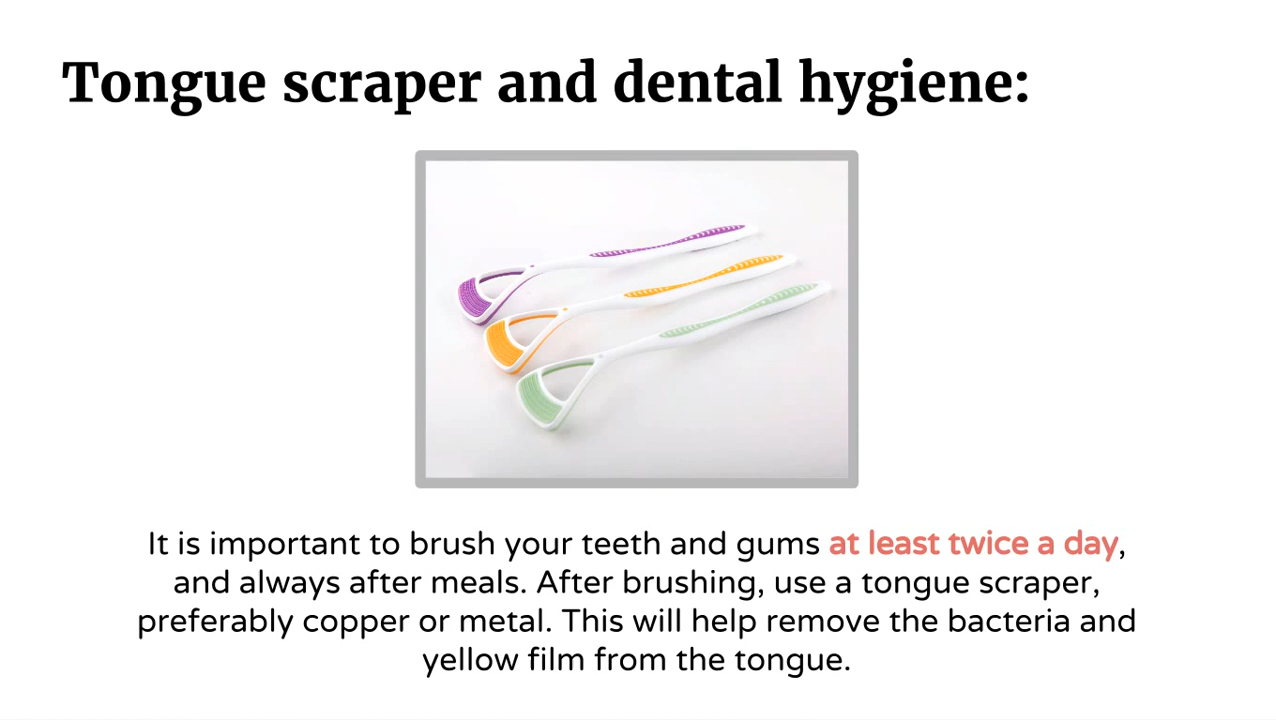 Tongue scraper and dental hygiene:
It is important to brush your teeth and gums at least twice a day,
and always after meals. After brushing, use a tongue scraper,
preferably copper or metal. This will help remove the bacteria and
yellow film from the tongue.